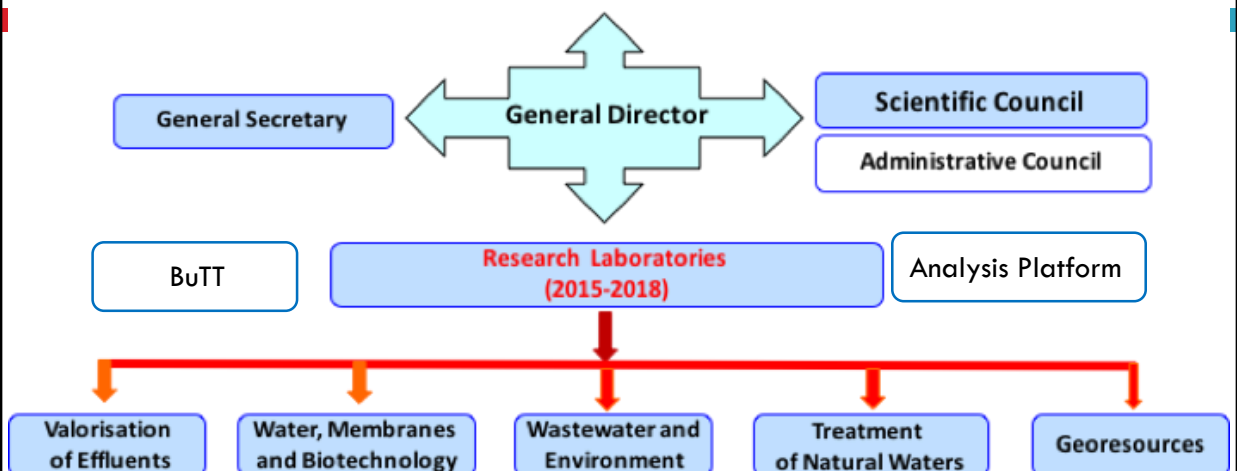 General Director
General Secretary
Scientific Council
Administrative Council
BuTT
Research Laboratories
(2015-2018)
Analysis Platform
Valorisation
of Effluents
Water, Membranes
and Biotechnology
Wastewater and
Environment
Treatment
of Natural Waters
Georesources